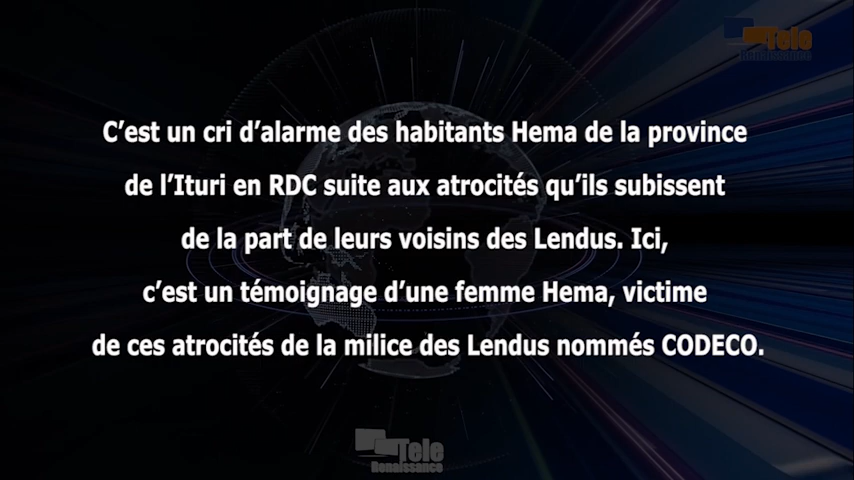 Tele
Renaissance
C’est un cri d’alarme des habitants Hema de la province
de l’Ituri en RDC suite aux atrocités qu’ils subissent
de la part de leurs voisins des Lendus. Ici,
c’est un témoignage d’une femme Hema, victime
de ces atrocités de la milice des Lendus nommés CODECO.
Tele
Renaissance